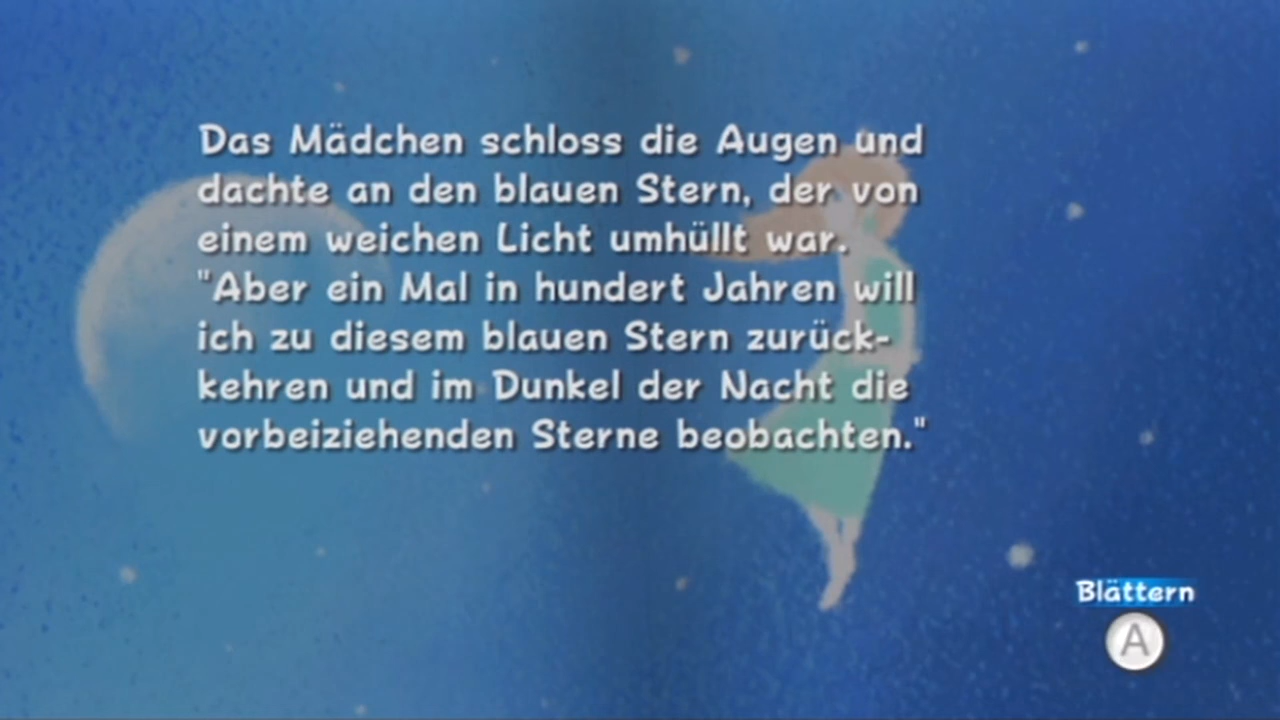 Das Mädchen schloss die Augen und
dachte an den blauen Stern, der von
einem weichen Licht umhüllt war.
"Aber ein Mal in hundert Jahren will
ich zu diesem blauen Stern zurück-
kehren und im Dunkel der Nacht die
vorbeiziehenden Sterne beobachten."
Blättern
A